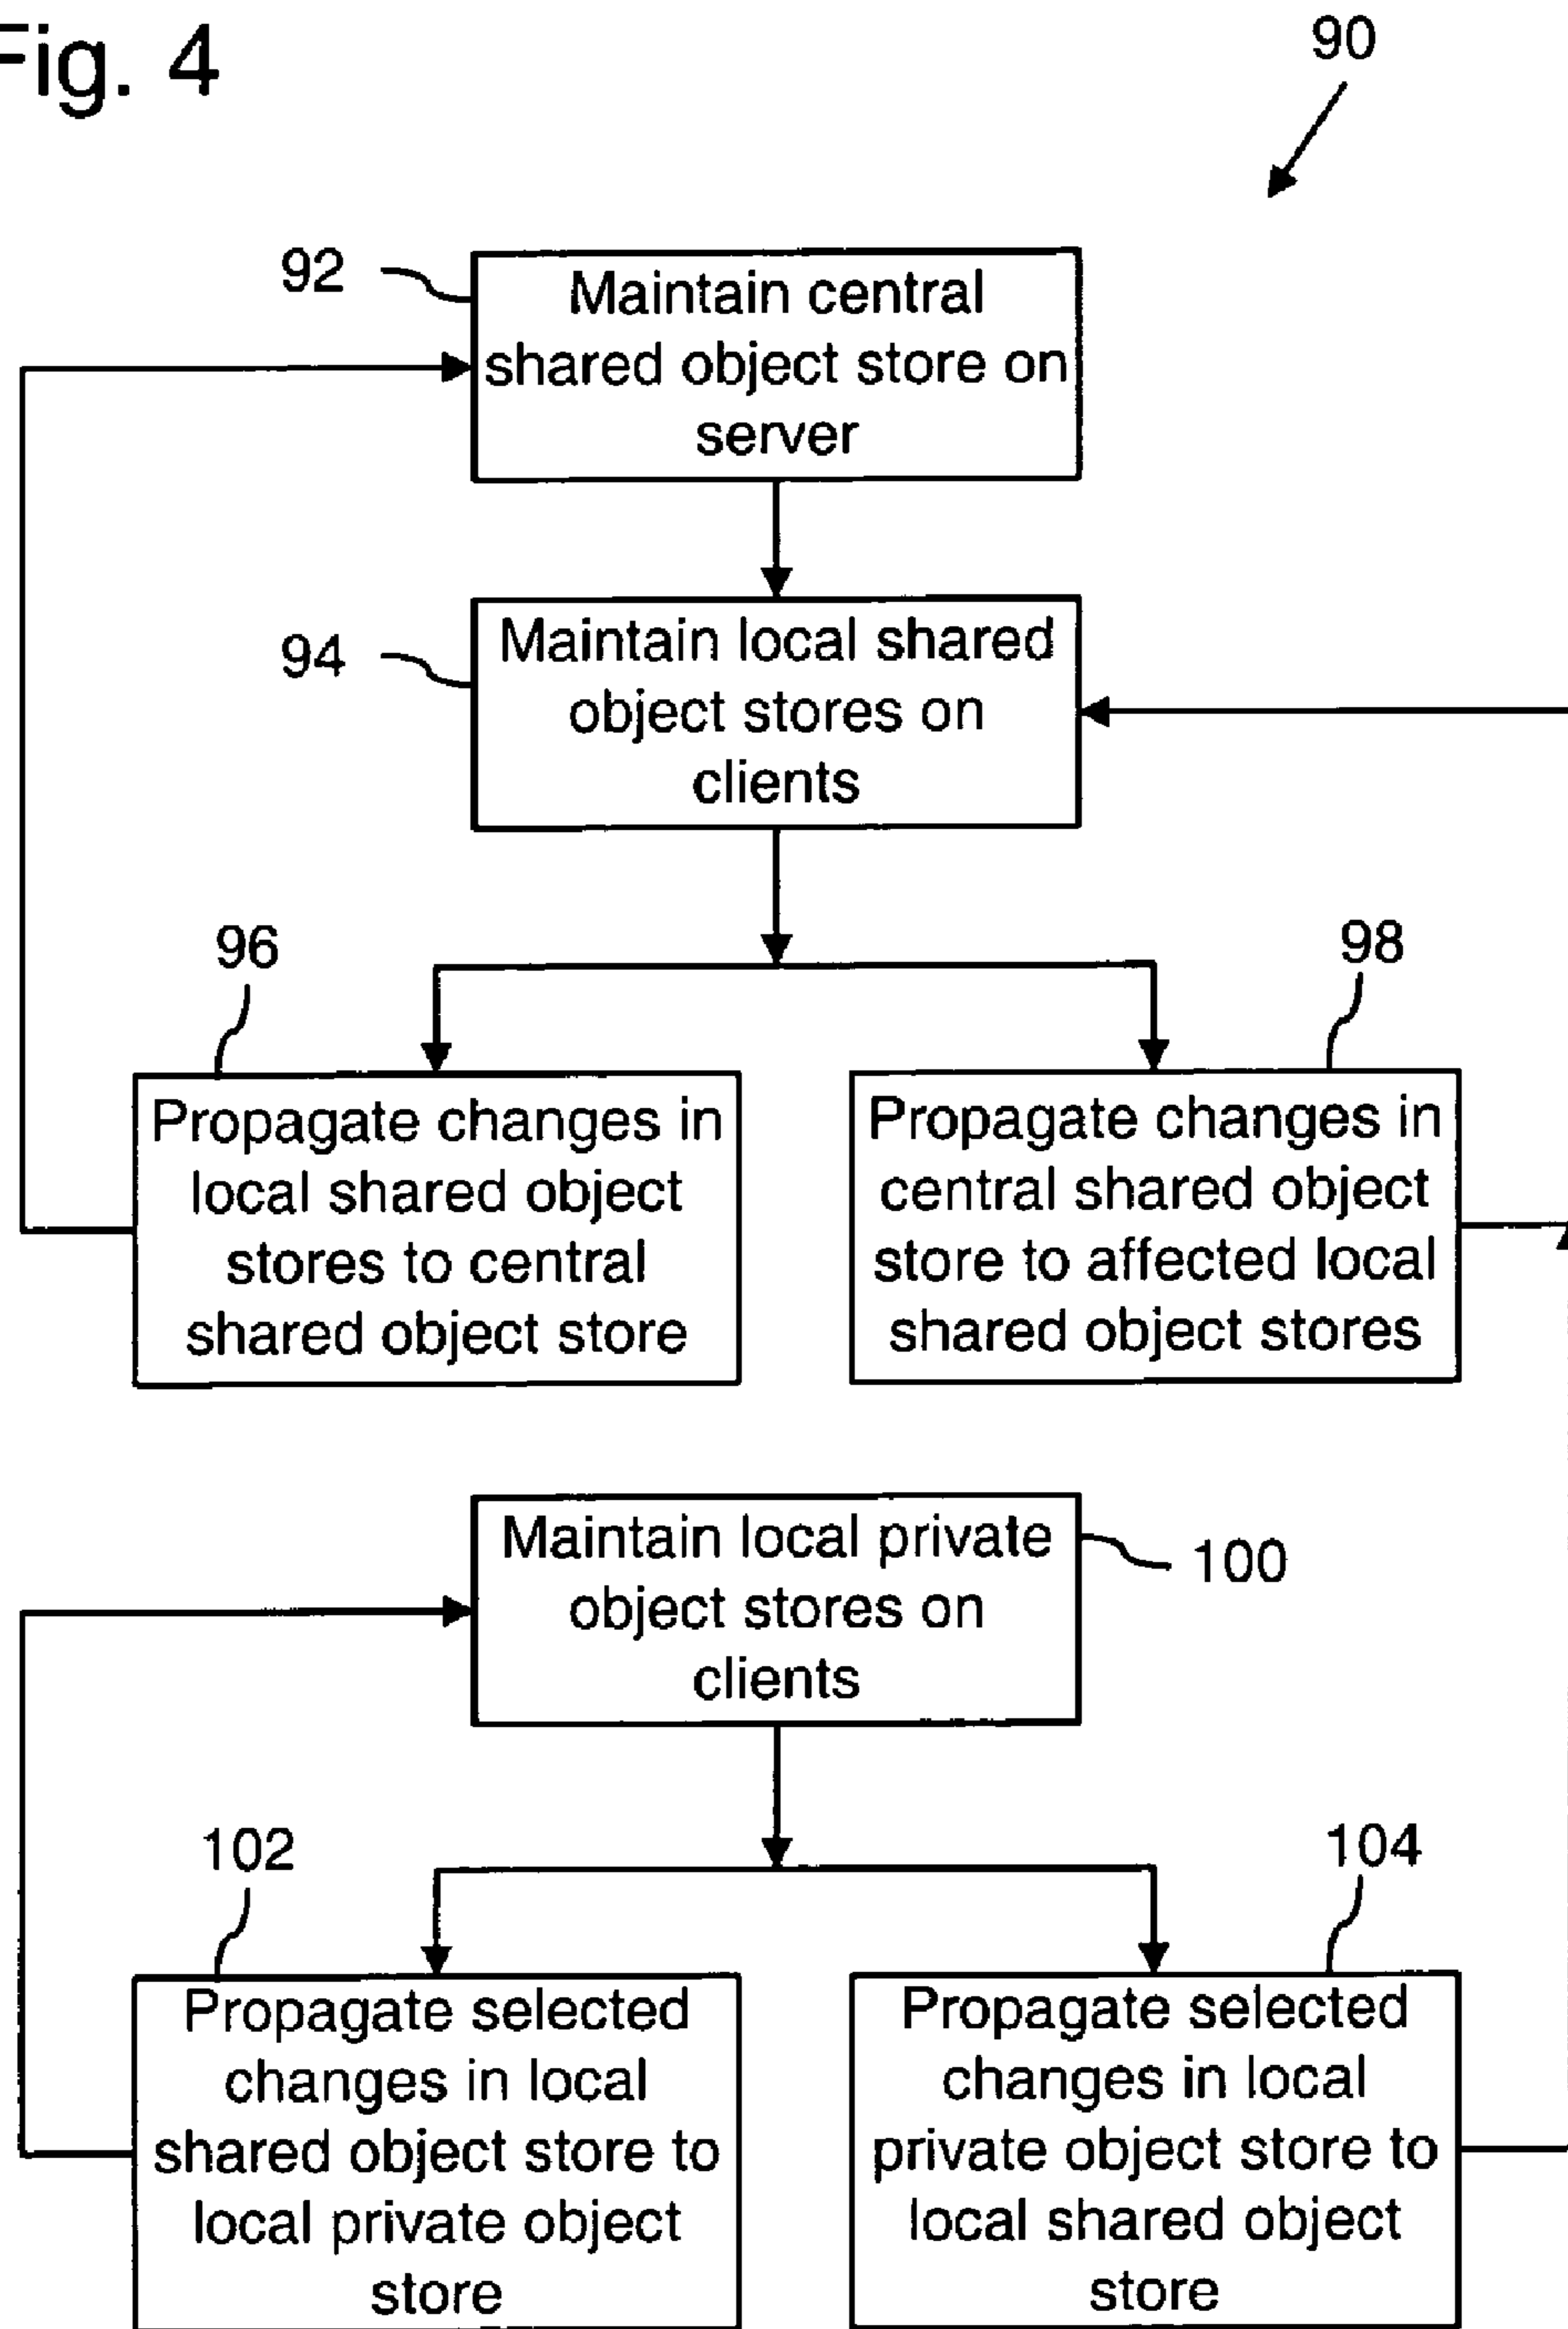 Fig. 4
90
92
Maintain central
shared object store on
server
94
Maintain local shared
object stores on
clients
96
98
Propagate changes in
local shared object
stores to central
shared object store
Propagate changes in
central shared object
store to affected local
shared object stores
Maintain local private
object stores on
clients
100
102
104
Propagate selected
changes in local
shared object store to
local private object
store
Propagate selected
changes in local
private object store to
local shared object
store